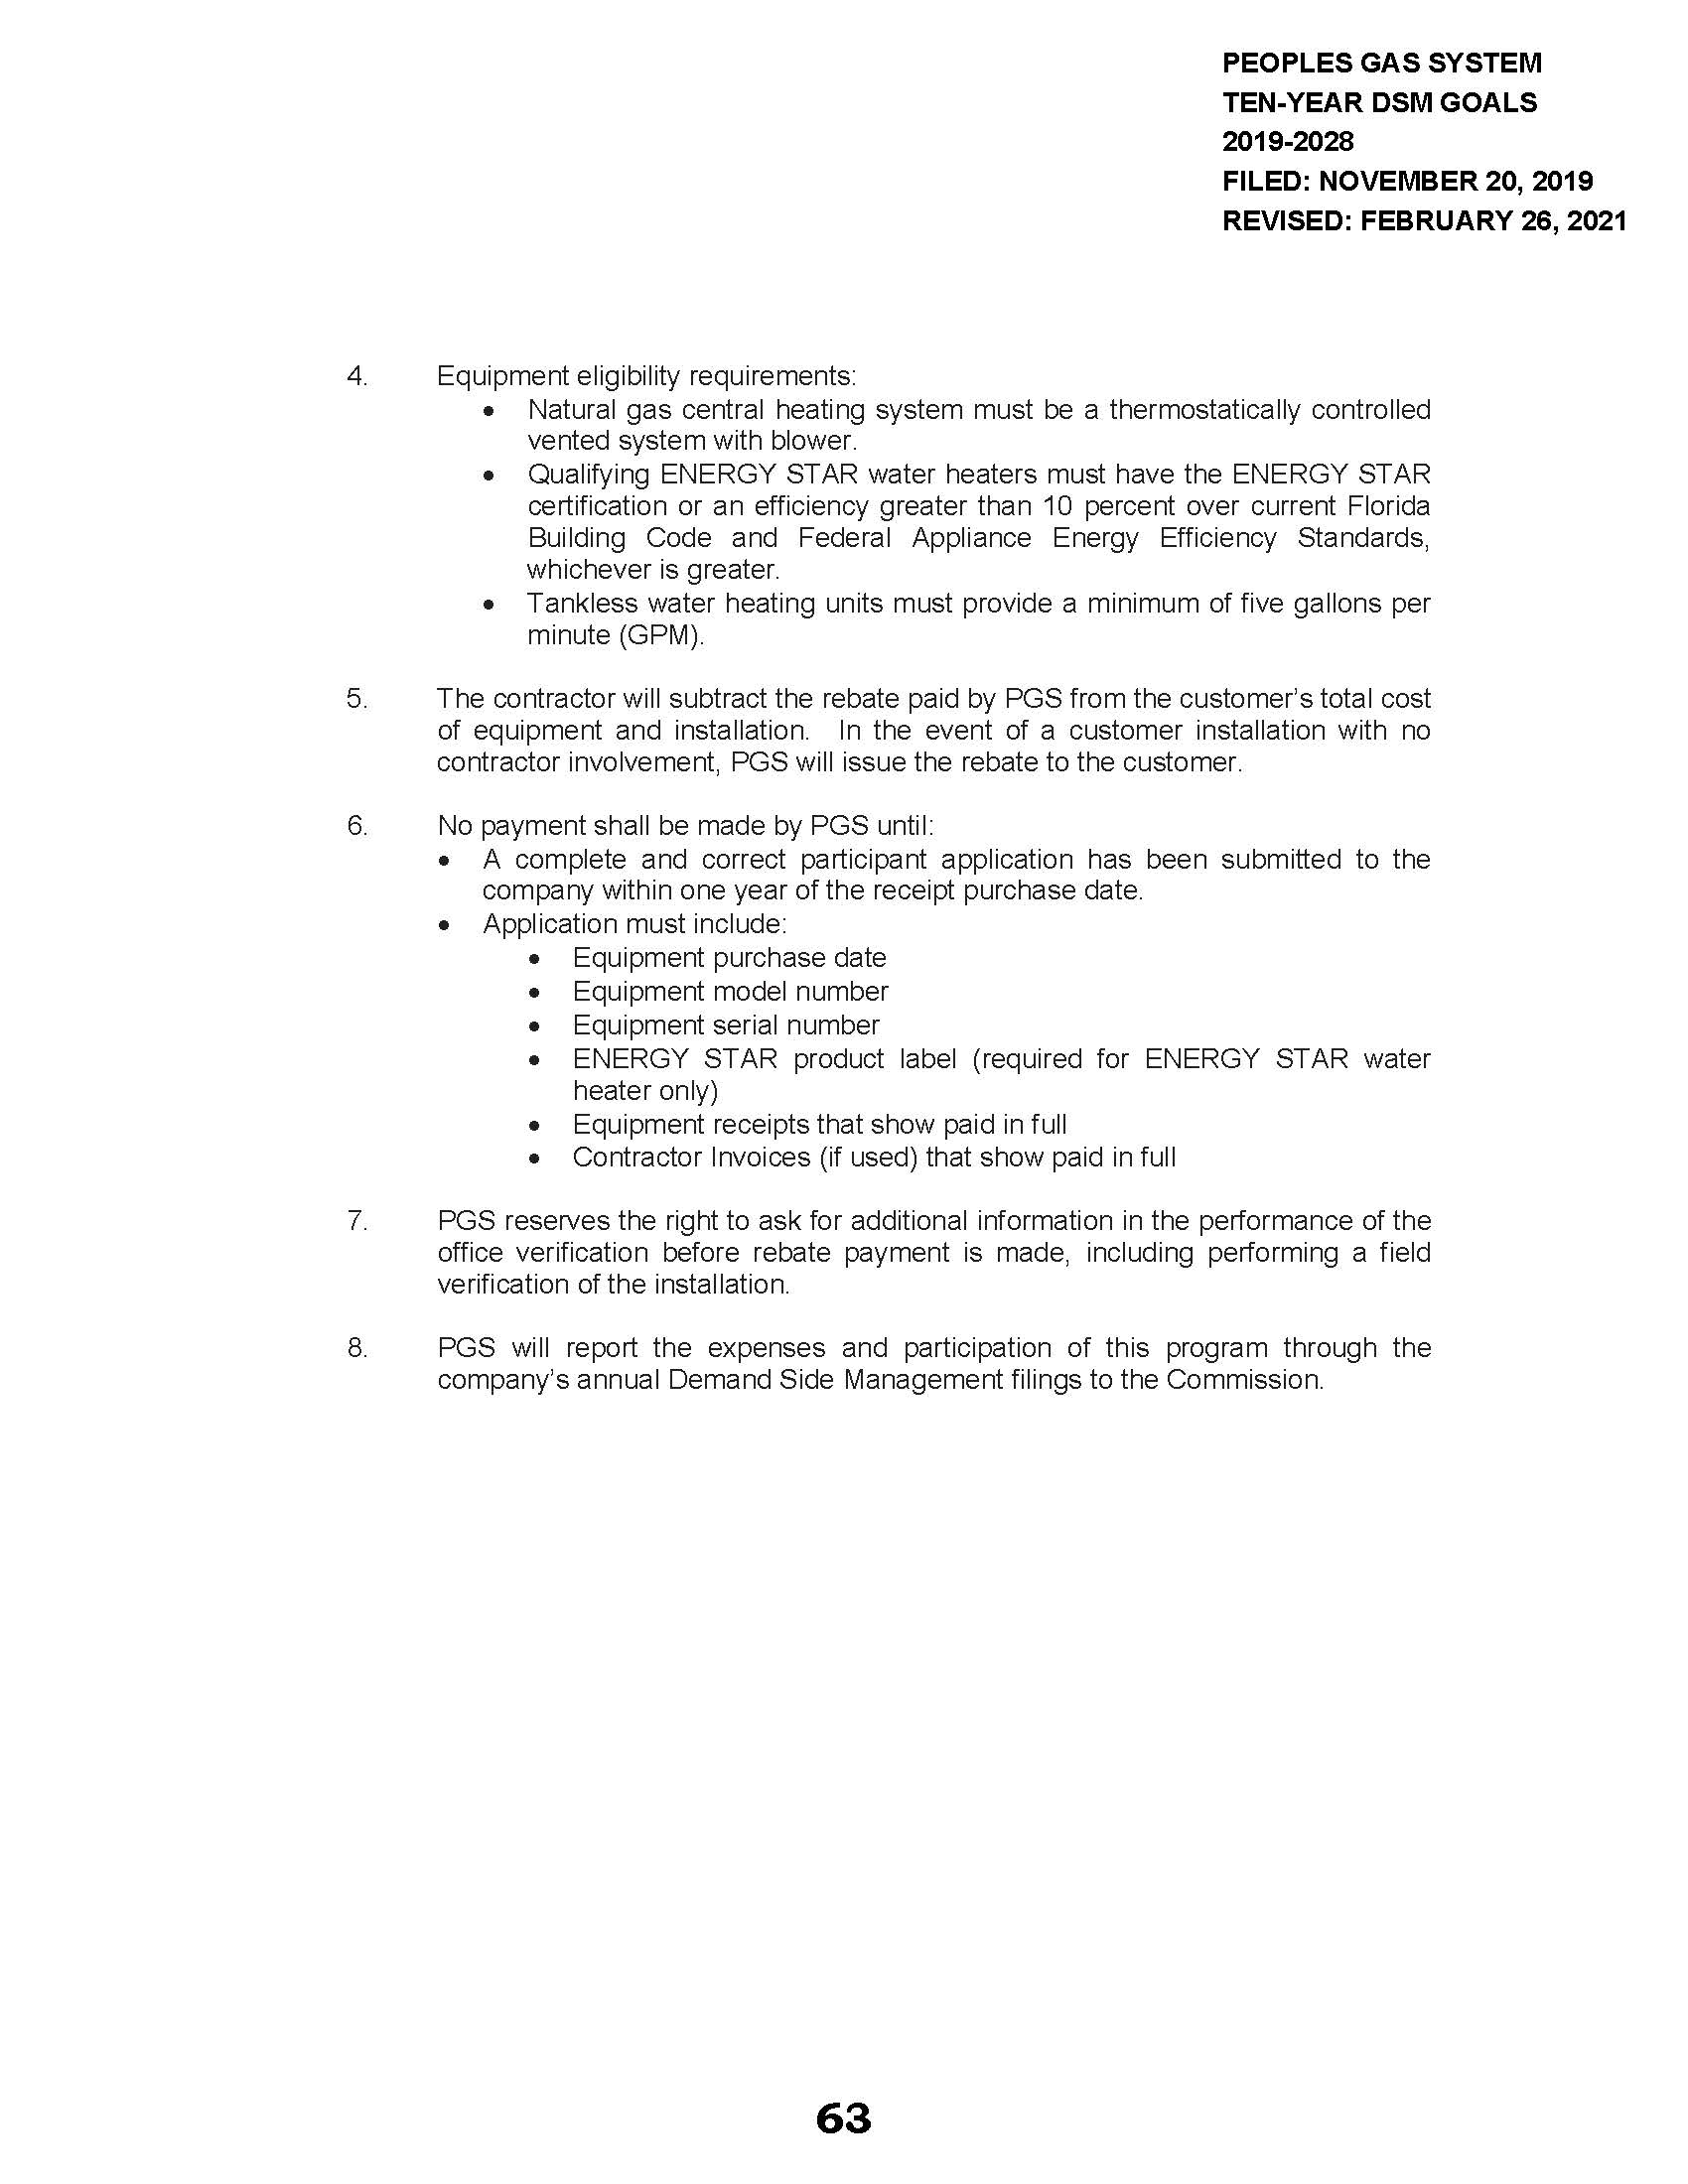 PEOPLES GAS SYSTEM
TEN-YEAR DSM GOALS
2019-2028
FILED: NOVEMBER 20, 2019
REVISED: FEBRUARY 26, 2021
4. Equipment eligibility requirements:
• Natural gas central heating system must be a thermostatically controlled
vented system with blower.
• Qualifying ENERGY STAR water heaters must have the ENERGY STAR
certification or an efficiency greater than 10 percent over current Florida
Building Code and Federal Appliance Energy Efficiency Standards,
whichever is greater.
• Tankless water heating units must provide a minimum of five gallons per
minute (GPM).
5. The contractor will subtract the rebate paid by PGS from the customer's total cost
of equipment and installation. In the event of a customer installation with no
contractor involvement, PGS will issue the rebate to the customer.
6. No payment shall be made by PGS until:
• A complete and correct participant application has been submitted to the
company within one year of the receipt purchase date.
• Application must include:
• Equipment purchase date
• Equipment model number
• Equipment serial number
• ENERGY STAR product label (required for ENERGY STAR water
heater only)
• Equipment receipts that show paid in full
• Contractor Invoices (if used) that show paid in full
7. PGS reserves the right to ask for additional information in the performance of the
office verification before rebate payment is made, including performing a field
verification of the installation.
8. PGS will report the expenses and participation of this program through the
company's annual Demand Side Management filings to the Commission.
63